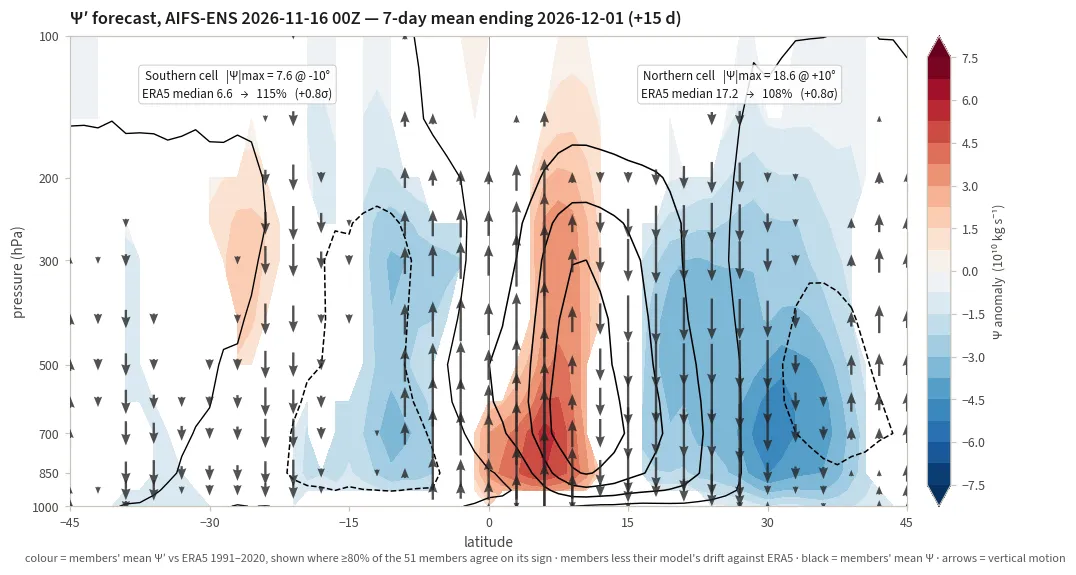 Ψ′ forecast, AIFS-ENS 2026-11-16 00Z — 7-day mean ending 2026-12-01 (+15 d)
Southern cell |Ψ|max = 7.6 @ -10°
ERA5 median 6.6 → 115% (+0.8σ)
Northern cell |Ψ|max = 18.6 @ +10°
ERA5 median 17.2 → 108% (+0.8σ)
pressure (hPa)
100
200
300
500
700
850
1000
−45
−30
−15
0
15
30
45
latitude
7.5
6.0
4.5
3.0
1.5
0.0
−1.5
−3.0
−4.5
−6.0
−7.5
Ψ anomaly (10¹⁰ kg s⁻¹)
colour = members' mean Ψ′ vs ERA5 1991–2020, shown where ≥80% of the 51 members agree on its sign · members less their model's drift against ERA5 · black = members' mean Ψ · arrows = vertical motion